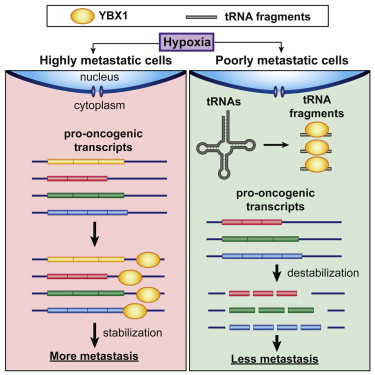 YBX1
tRNA fragments
Hypoxia
Highly metastatic cells
nucleus
cytoplasm
pro-oncogenic
transcripts
stabilization
More metastasis
Poorly metastatic cells
tRNAs
tRNA
fragments
pro-oncogenic
transcripts
destabilization
Less metastasis